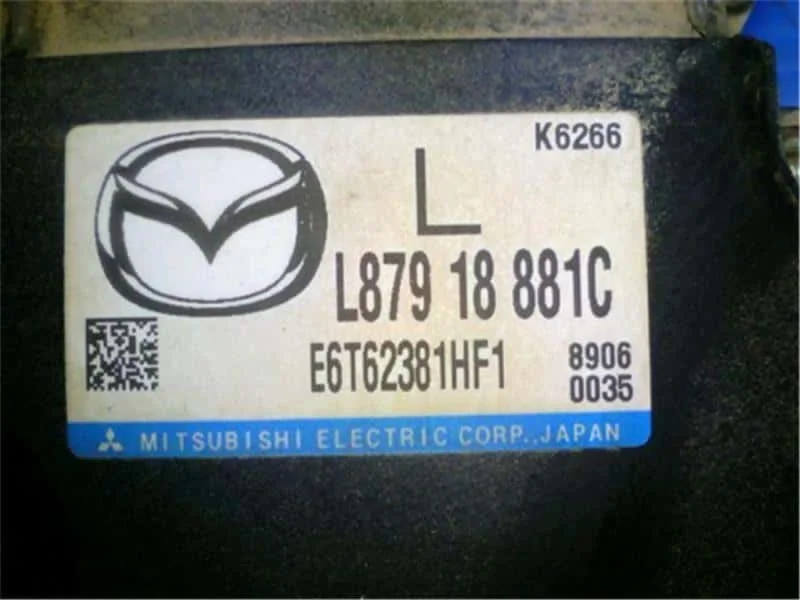 K6266
L
L879 18 881C
E6T62381HF1
8906
0035
MITSUBISHI ELECTRIC CORP.,JAPAN